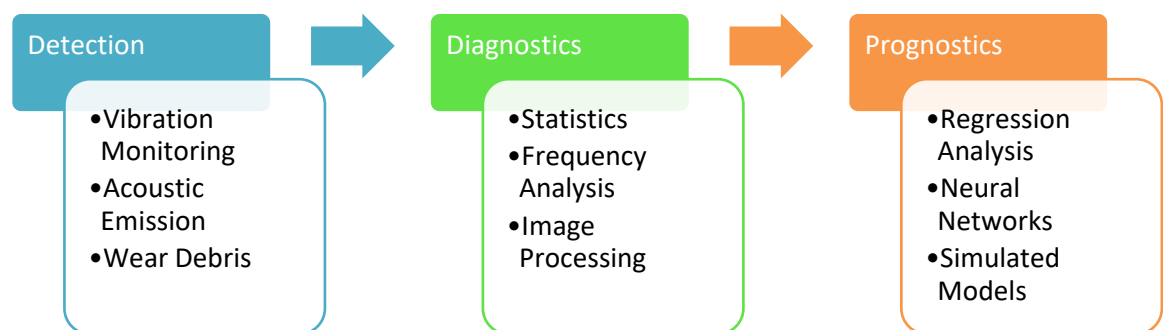 Detection
•Vibration
Monitoring
•Acoustic
Emission
•Wear Debris
Diagnostics
•Statistics
•Frequency
Analysis
•Image
Processing
Prognostics
•Regression
Analysis
•Neural
Networks
•Simulated
Models